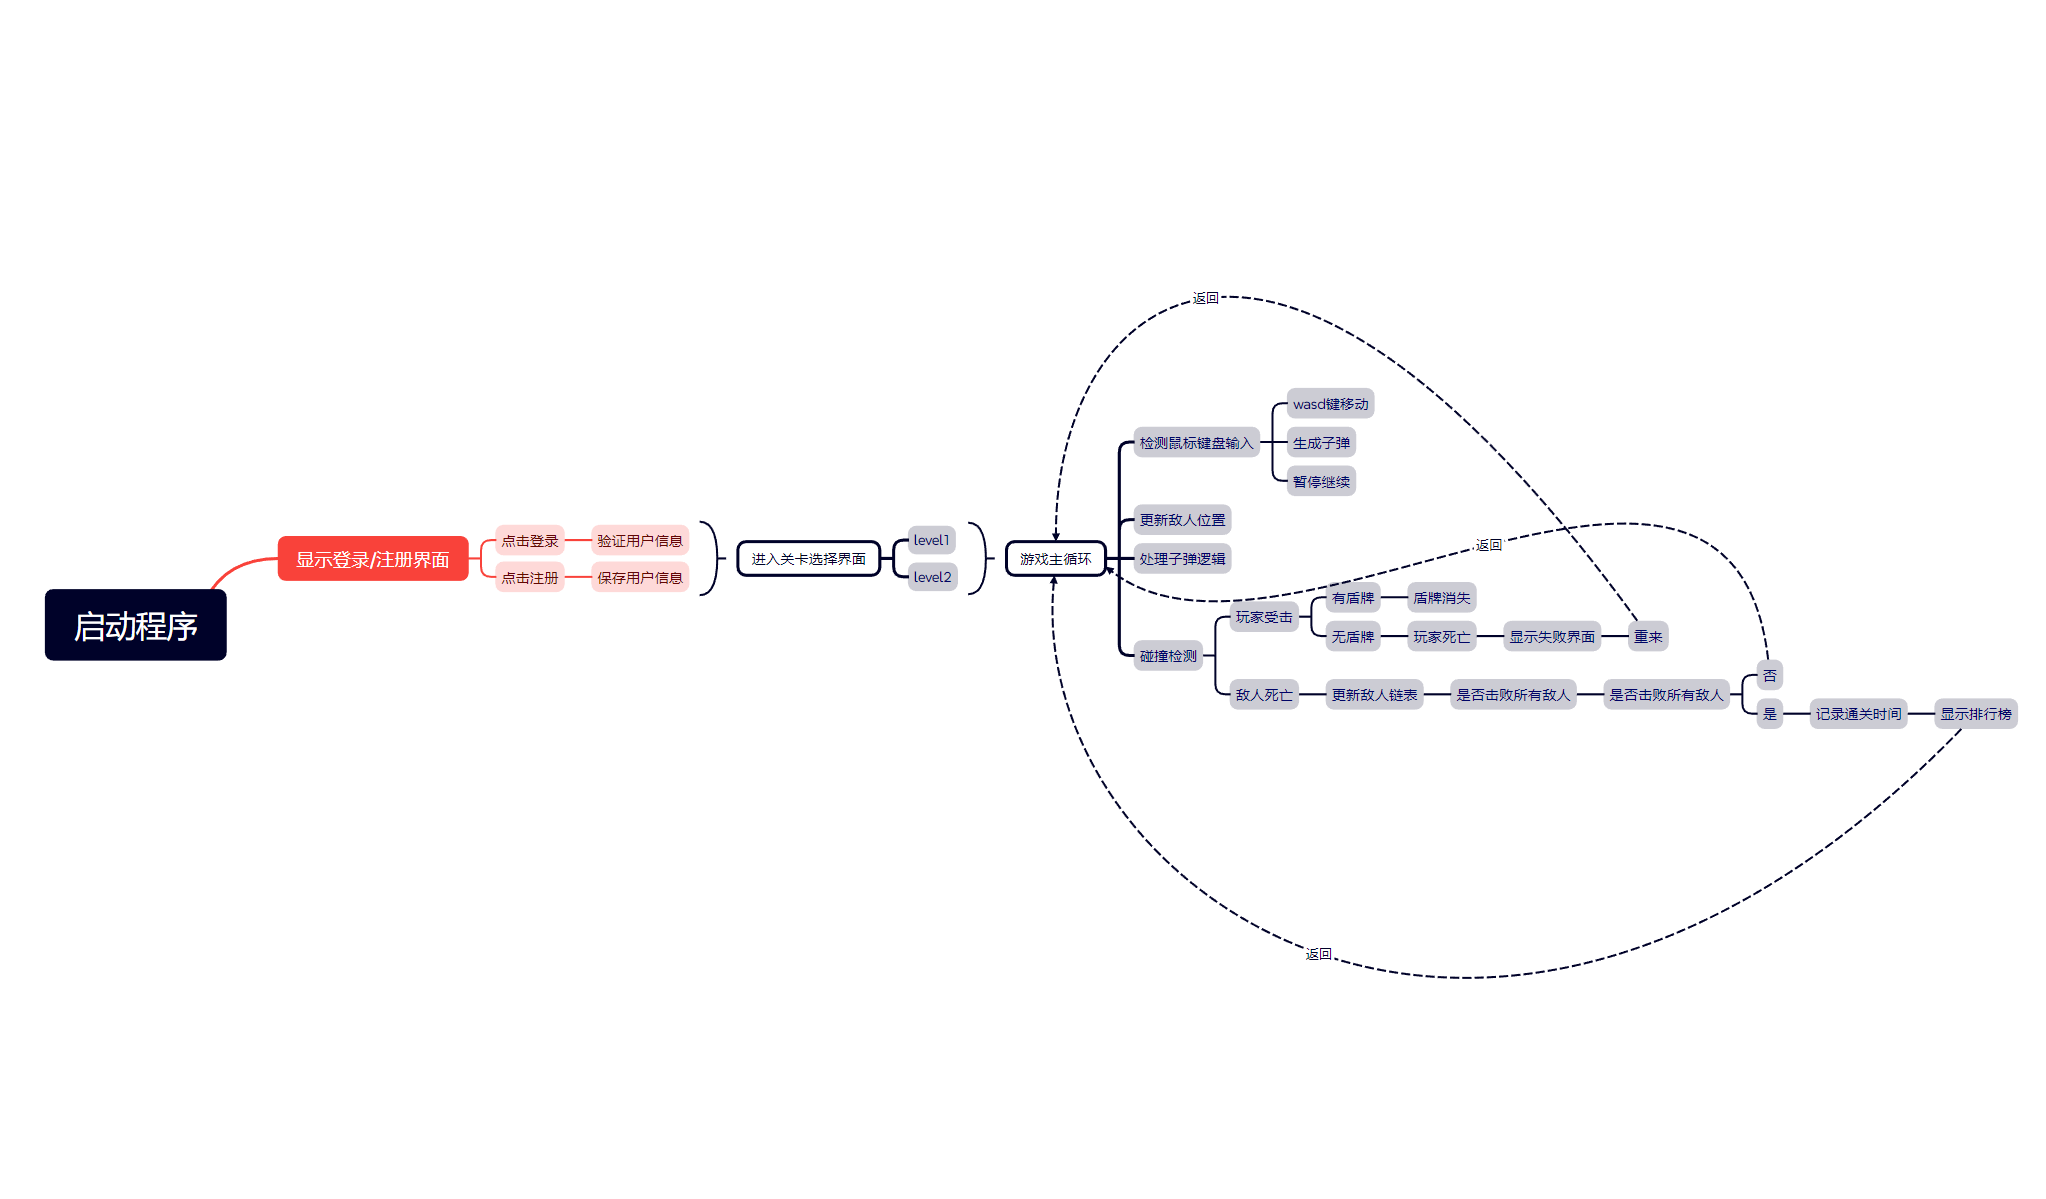 启动程序
显示登录/注册界面
点击登录
验证用户信息
点击注册
保存用户信息
进入关卡选择界面
level1
level2
游戏主循环
检测鼠标键盘输入
wasd键移动
生成子弹
暂停继续
更新敌人位置
处理子弹逻辑
碰撞检测
玩家受击
有盾牌
盾牌消失
无盾牌
玩家死亡
显示失败界面
重来
返回
敌人死亡
更新敌人链表
是否击败所有敌人
是否击败所有敌人
否
返回
是
记录通关时间
显示排行榜
返回